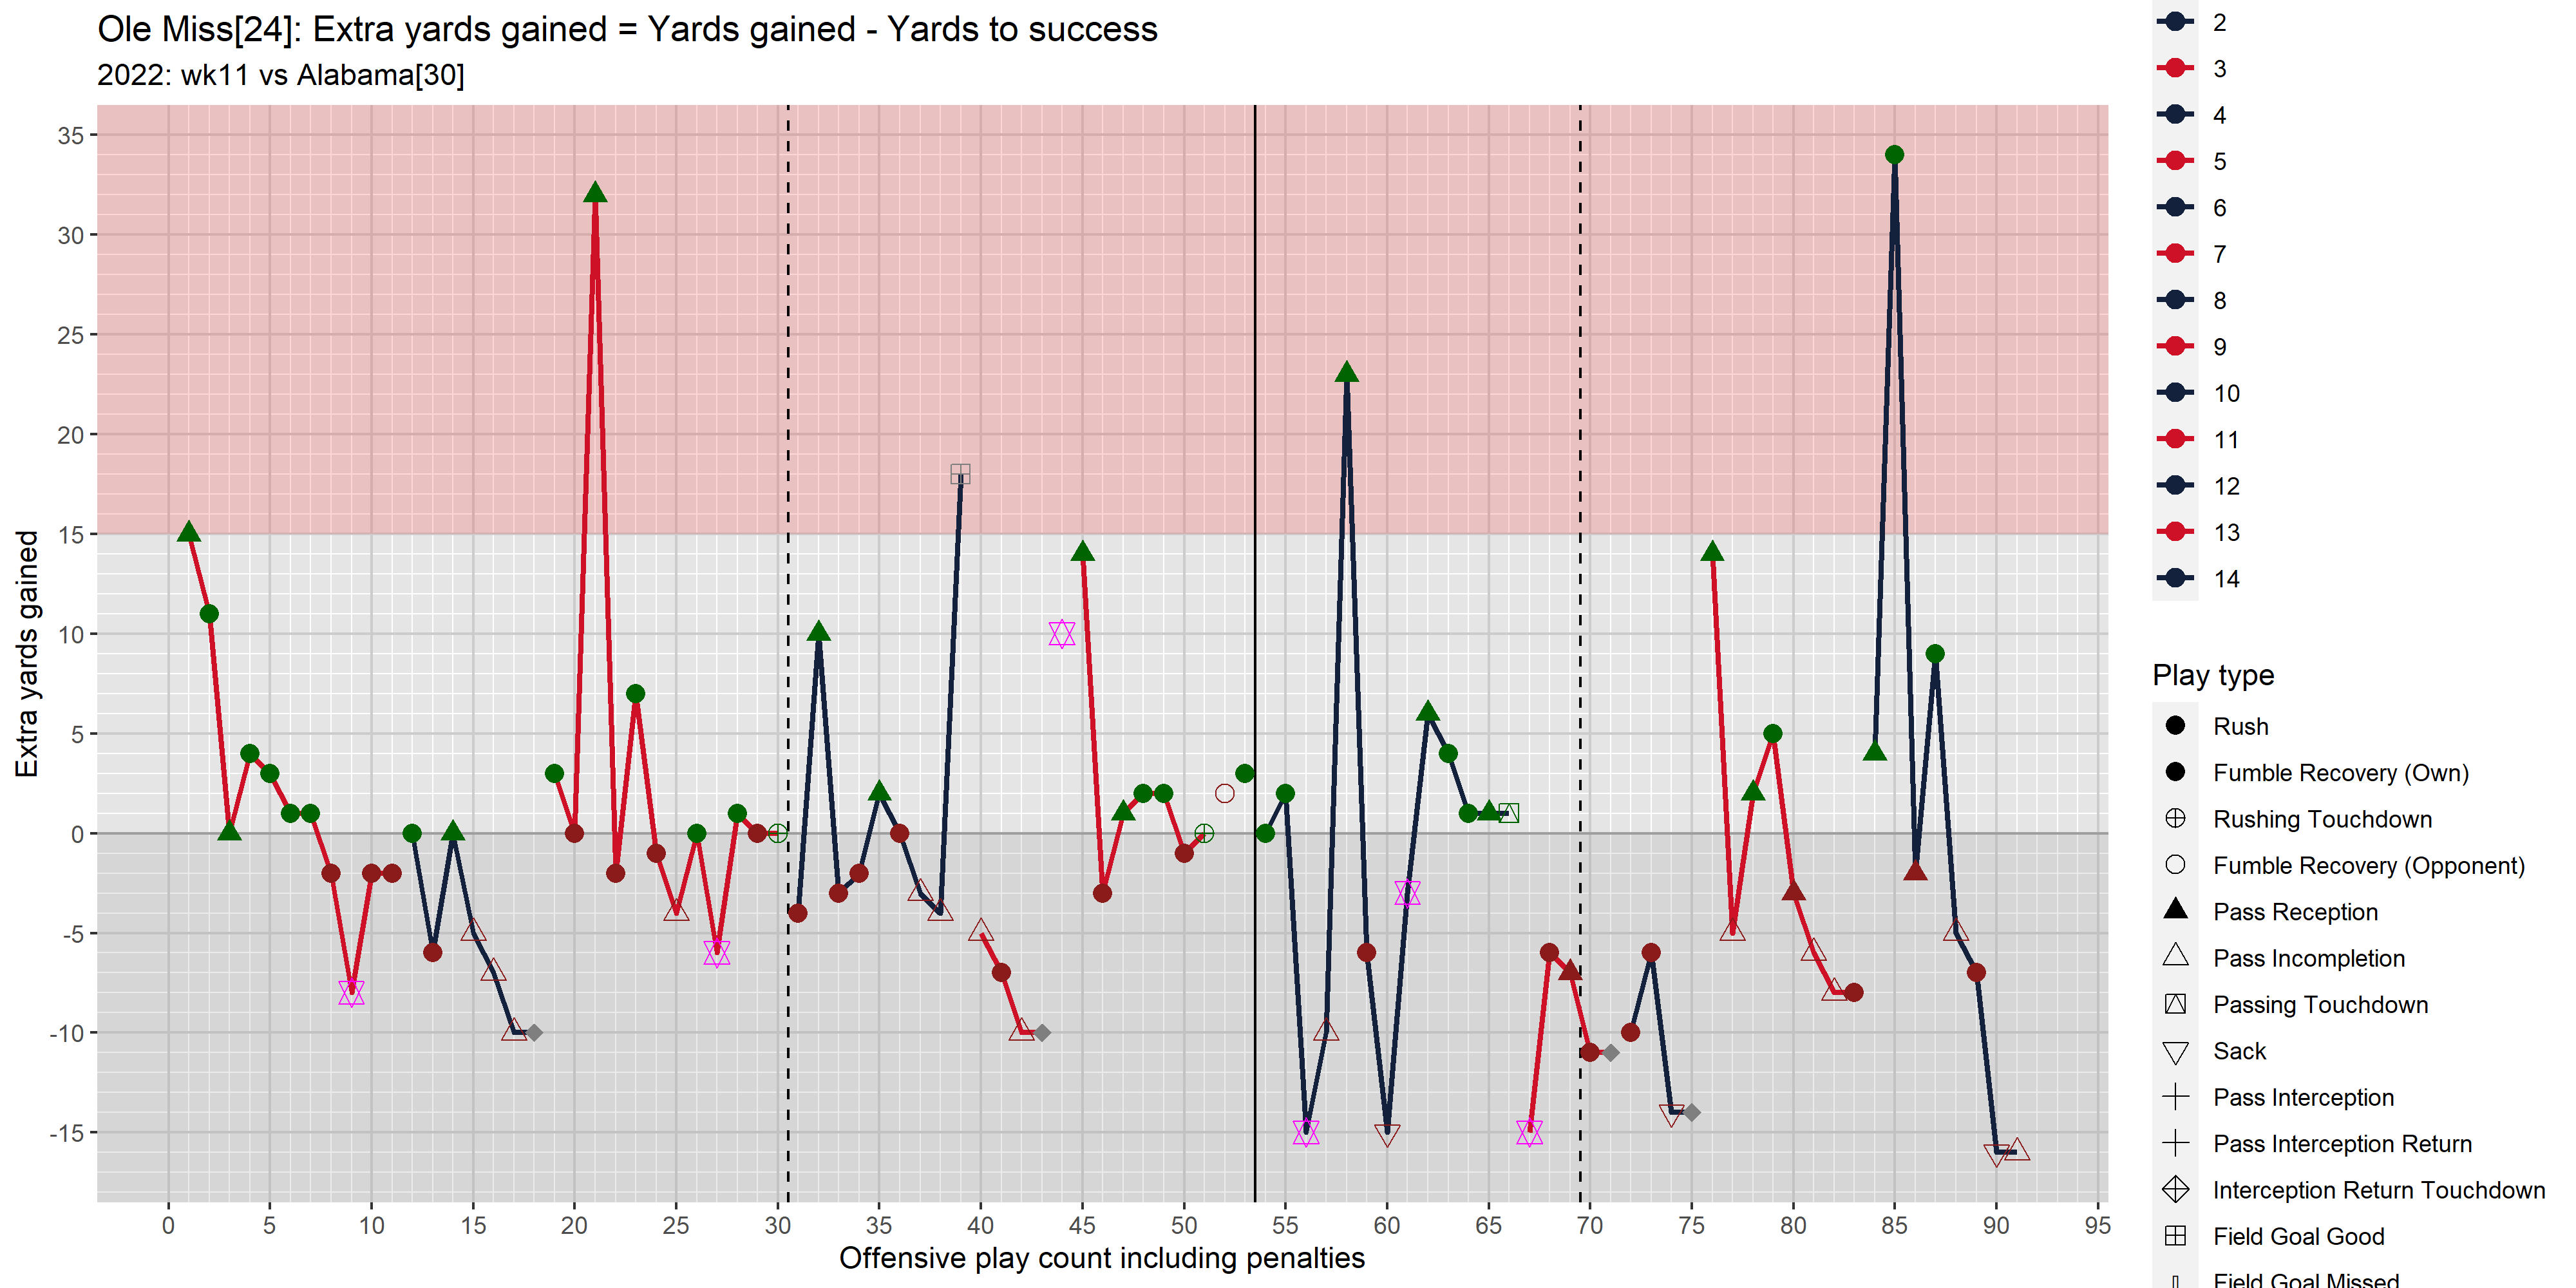 Ole Miss[24]: Extra yards gained = Yards gained - Yards to success
2022: wk11 vs Alabama[30]
Extra yards gained
35
30
25
20
15
10
5
0
-5
-10
-15
0 5 10 15 20 25 30 35 40 45 50 55 60 65 70 75 80 85 90 95
Offensive play count including penalties
2
3
4
5
6
7
8
9
10
11
12
13
14
Play type
Rush
Fumble Recovery (Own)
Rushing Touchdown
Fumble Recovery (Opponent)
Pass Reception
Pass Incompletion
Passing Touchdown
Sack
Pass Interception
Pass Interception Return
Interception Return Touchdown
Field Goal Good
Field Goal Missed